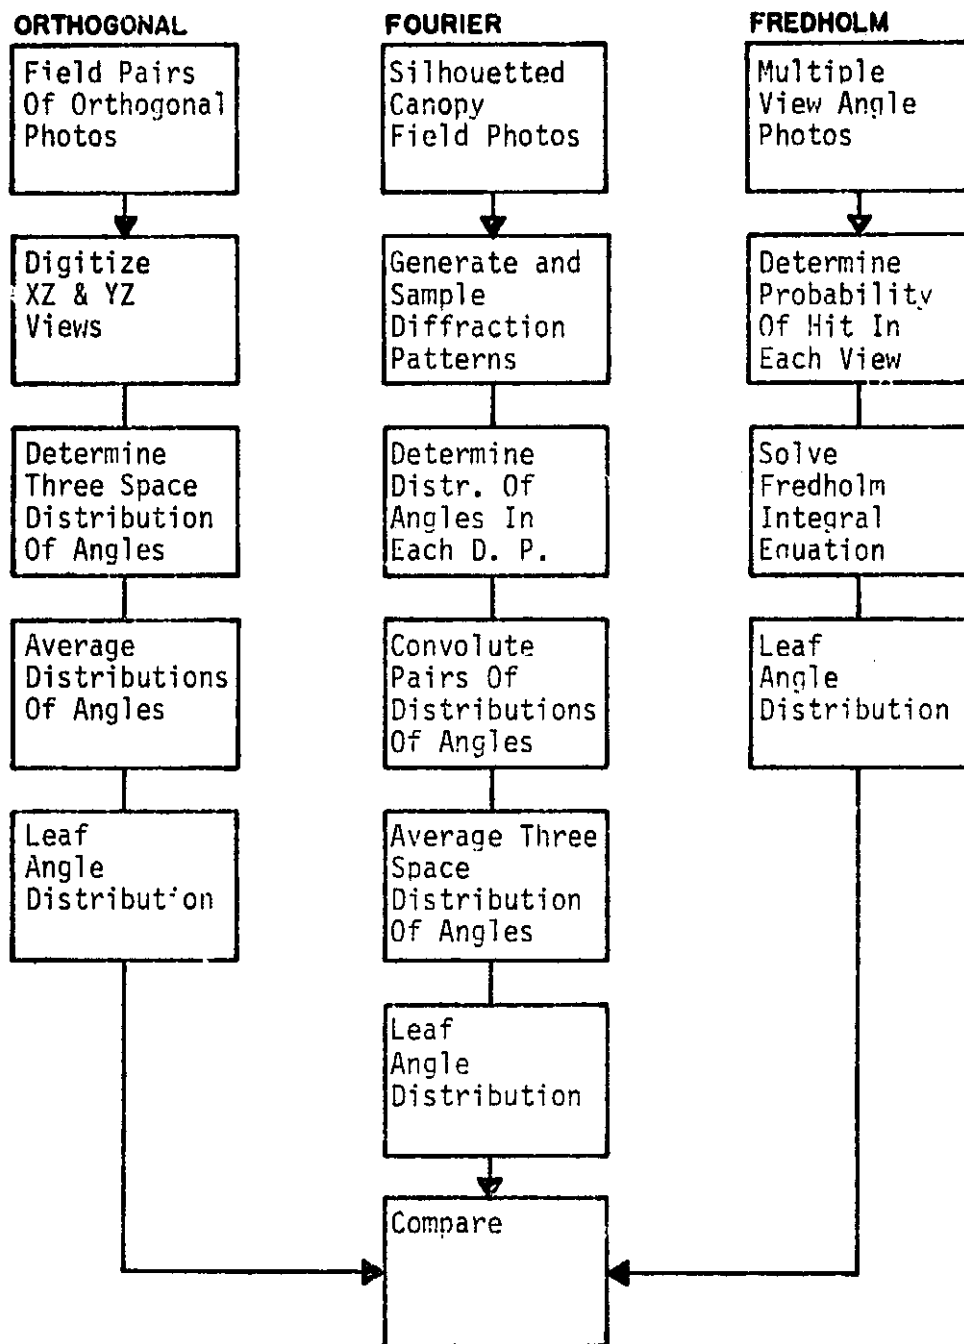 ORTHOGONAL
Field Pairs
Of Orthogonal
Photos
Digitize
XZ & YZ
Views
Determine
Three Space
Distribution
Of Angles
Average
Distributions
Of Angles
Leaf
Angle
Distribution
FOURIER
Silhouetted
Canopy
Field Photos
Generate and
Sample
Diffraction
Patterns
Determine
Distr. Of
Angles In
Each D. P.
Convolute
Pairs Of
Distributions
Of Angles
Average Three
Space
Distribution
Of Angles
Leaf
Angle
Distribution
FREDHOLM
Multiple
View Angle
Photos
Determine
Probability
Of Hit In
Each View
Solve
Fredholm
Integral
Equation
Leaf
Angle
Distribution
Compare